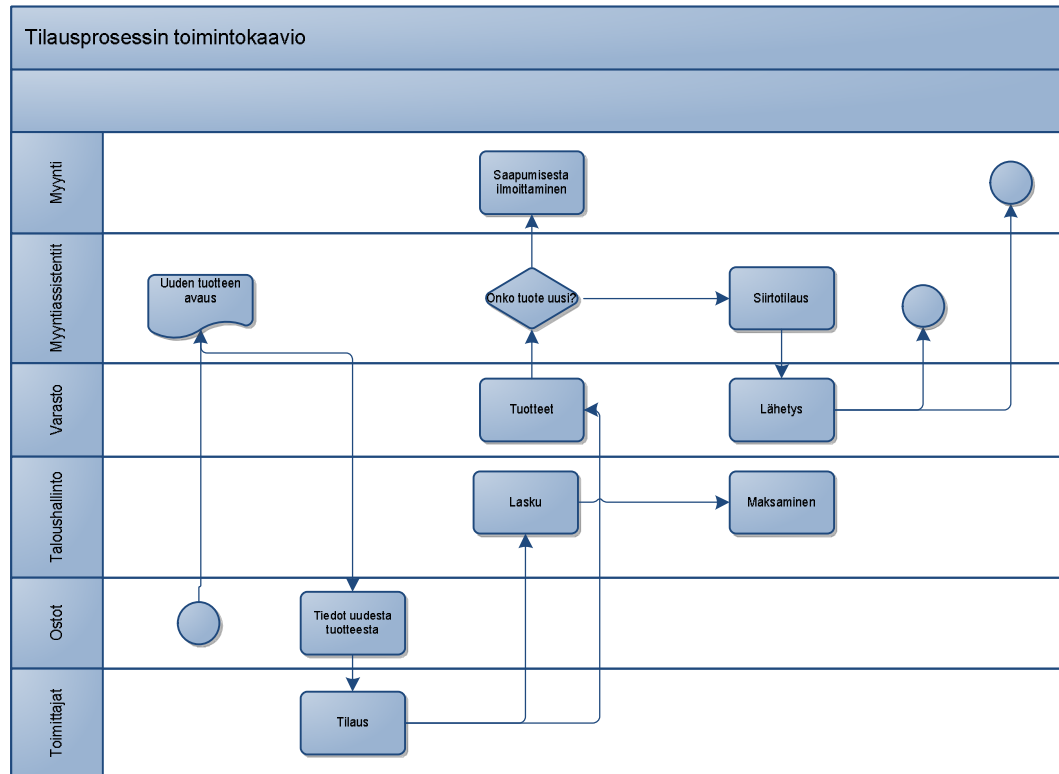 Tilausprosessin toimintokaavio
Myynti
Saapumisesta
ilmoittaminen
Myyntiassistentit
Uuden tuotteen
avaus
Onko tuote uusi?
Siirtotilaus
Varasto
Tuotteet
Lähetys
Taloushallinto
Lasku
Maksaminen
Ostot
Tiedot uudesta
tuotteesta
Toimittajat
Tilaus